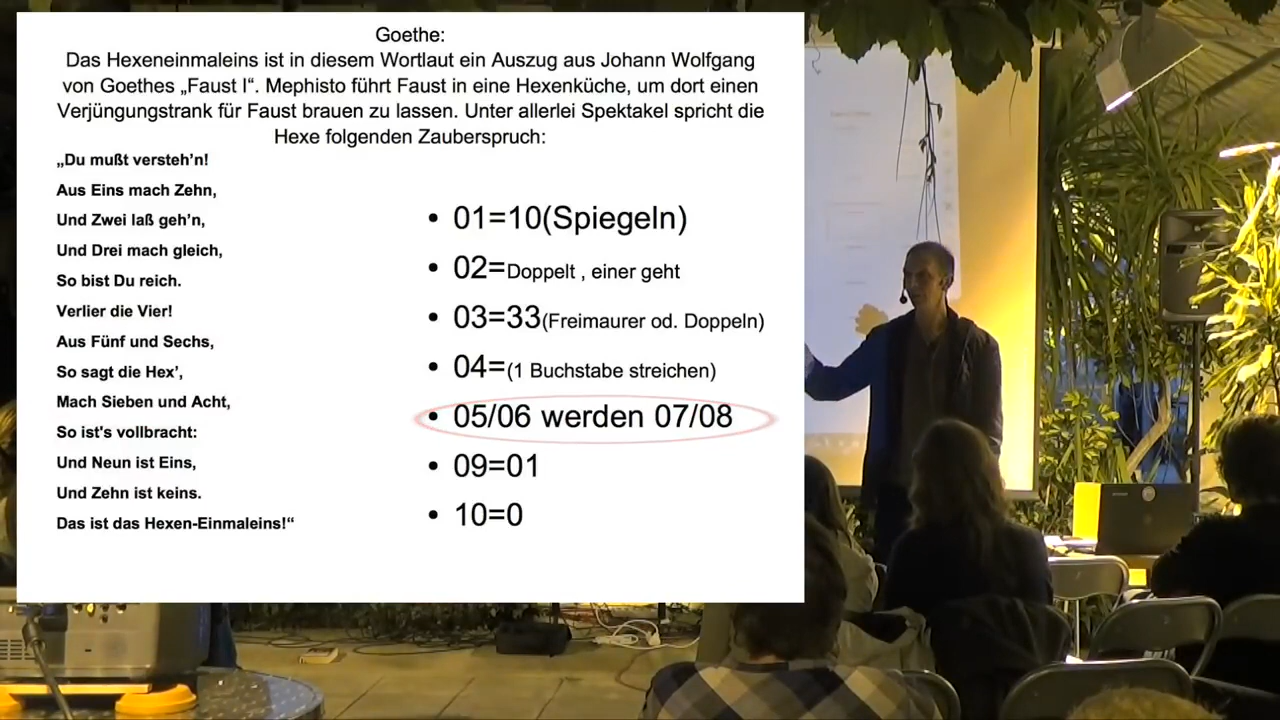 Goethe:
Das Hexeneinmaleins ist in diesem Wortlaut ein Auszug aus Johann Wolfgang
von Goethes „Faust I“. Mephisto führt Faust in eine Hexenküche, um dort einen
Verjüngungstrank für Faust brauen zu lassen. Unter allerlei Spektakel spricht die
Hexe folgenden Zauberspruch:
„Du mußt versteh’n!
Aus Eins mach Zehn,
Und Zwei laß geh’n,
Und Drei mach gleich,
So bist Du reich.
Verlier die Vier!
Aus Fünf und Sechs,
So sagt die Hex’,
Mach Sieben und Acht,
So ist's vollbracht:
Und Neun ist Eins,
Und Zehn ist keins.
Das ist das Hexen-Einmaleins!“
• 01=10(Spiegeln)
• 02=Doppelt , einer geht
• 03=33(Freimaurer od. Doppeln)
• 04=(1 Buchstabe streichen)
• 05/06 werden 07/08
• 09=01
• 10=0